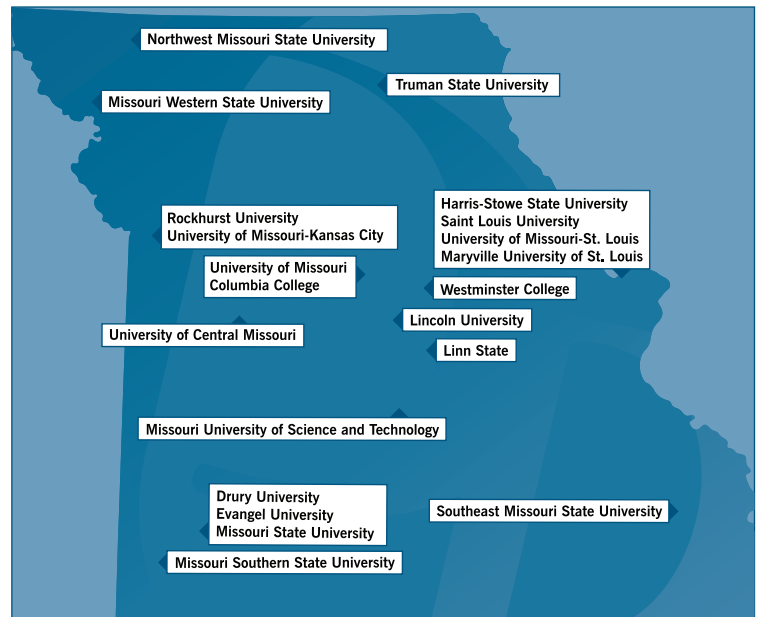 Northwest Missouri State University
Truman State University
Missouri Western State University
Harris-Stowe State University
Saint Louis University
University of Missouri-St. Louis
Maryville University of St. Louis
Rockhurst University
University of Missouri-Kansas City
University of Missouri
Columbia College
Westminster College
Lincoln University
University of Central Missouri
Linn State
Missouri University of Science and Technology
Drury University
Evangel University
Missouri State University
Southeast Missouri State University
Missouri Southern State University